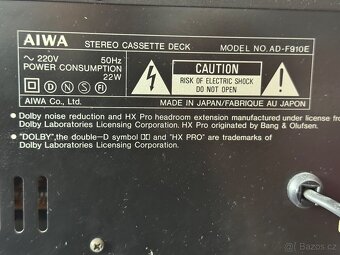 AIWA STEREO CASSETTE DECK MODEL NO. AD-F910E
~ 220V 50Hz
POWER CONSUMPTION
22W
D N S FI
AIWA Co., Ltd.
CAUTION
RISK OF ELECTRIC SHOCK
DO NOT OPEN
MADE IN JAPAN/FABRIQUE AU JAPON
• Dolby noise reduction and HX Pro headroom extension manufactured under license from
Dolby Laboratories Licensing Corporation. HX Pro originated by Bang & Olufsen.
• "DOLBY", the double-D symbol and "HX PRO" are trademarks of
Dolby Laboratories Licensing Corporation.
Bazoš.cz